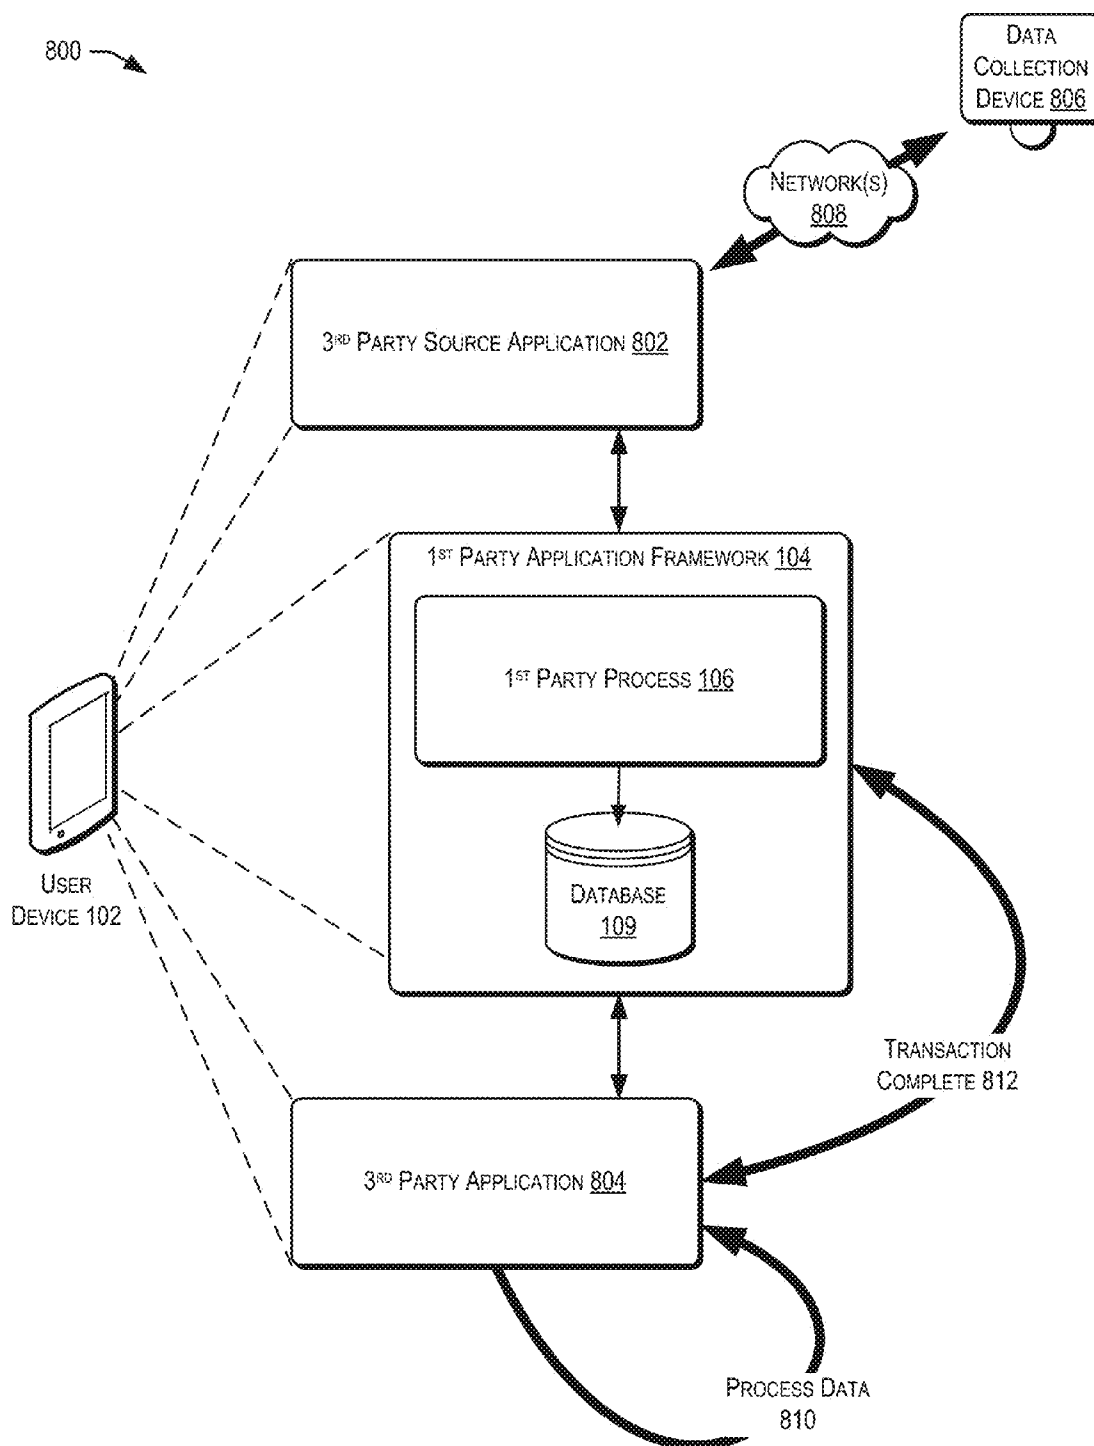 800
DATA
COLLECTION
DEVICE 806
NETWORK(S)
808
3RD PARTY SOURCE APPLICATION 802
1ST PARTY APPLICATION FRAMEWORK 104
1ST PARTY PROCESS 106
USER
DEVICE 102
DATABASE
109
TRANSACTION
COMPLETE 812
3RD PARTY APPLICATION 804
PROCESS DATA
810